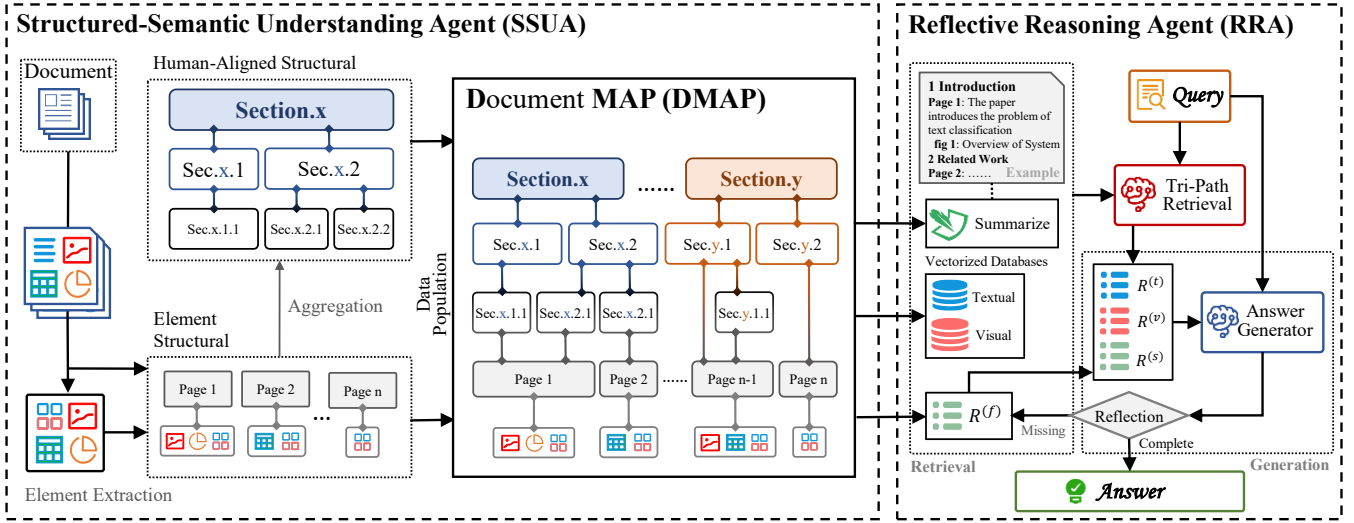 Structured-Semantic Understanding Agent (SSUA)
Document
Human-Aligned Structural
Section.x
Sec.x.1
Sec.x.2
Sec.x.1.1
Sec.x.2.1
Sec.x.2.2
Aggregation
Element
Structural
Page 1
Page 2
...
Page n
Element Extraction
Data
Population
Document MAP (DMAP)
Section.x
......
Section.y
Sec.x.1
Sec.x.2
Sec.y.1
Sec.y.2
Sec.x.1.1
Sec.x.2.1
Sec.x.2.1
Sec.y.1.1
Page 1
Page 2
......
Page n-1
Page n
Reflective Reasoning Agent (RRA)
1 Introduction
Page 1: The paper
introduces the problem of
text classification
fig 1: Overview of System
2 Related Work
Page 2: ...... Example
Summarize
Vectorized Databases
Textual
Visual
R(f)
Retrieval
Query
Tri-Path
Retrieval
R(t)
R(v)
R(s)
Answer
Generator
Reflection
Missing
Complete
Generation
Answer